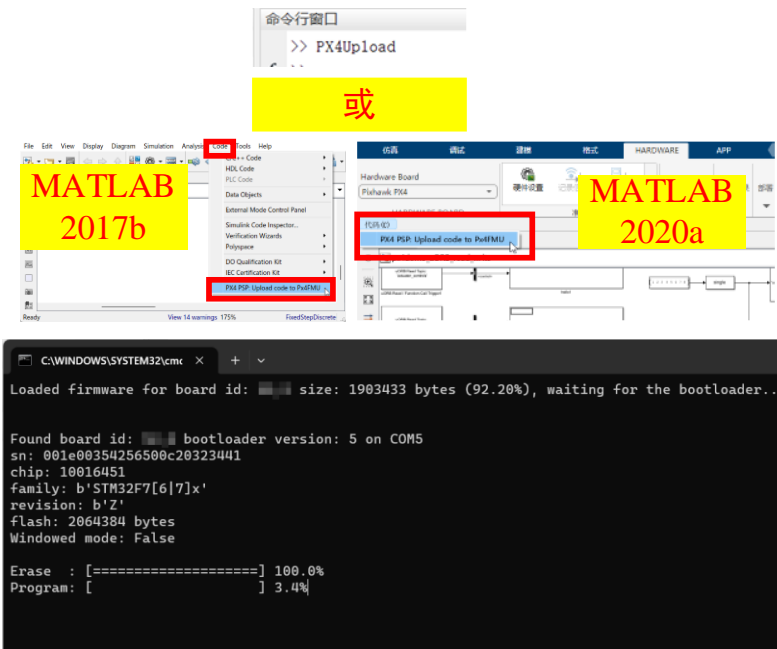 命令行窗口
>> PX4Upload
>>
或
File Edit View Display Diagram Simulation Analysis Code Tools Help
C/C++ Code
HDL Code
PLC Code
Data Objects
External Mode Control Panel
Simulink Code Inspector...
Verification Wizards
Polyspace
DO Qualification Kit
IEC Certification Kit
PX4 PSP: Upload code to Px4FMU
Ready View 14 warnings 175% FixedStepDiscrete
MATLAB
2017b
仿真 调试 建模 格式 HARDWARE APP
Hardware Board
Pixhawk PX4
硬件设置
HARDWARE BOARD
代码(C)
PX4 PSP: Upload code to Px4FMU
部署
MATLAB
2020a
C:\WINDOWS\SYSTEM32\cmc
Loaded firmware for board id: size: 1903433 bytes (92.20%), waiting for the bootloader..
Found board id: bootloader version: 5 on COM5
sn: 001e00354256500c20323441
chip: 10016451
family: b'STM32F7[6|7]x'
revision: b'Z'
flash: 2064384 bytes
Windowed mode: False
Erase : [====================] 100.0%
Program: [ ] 3.4%